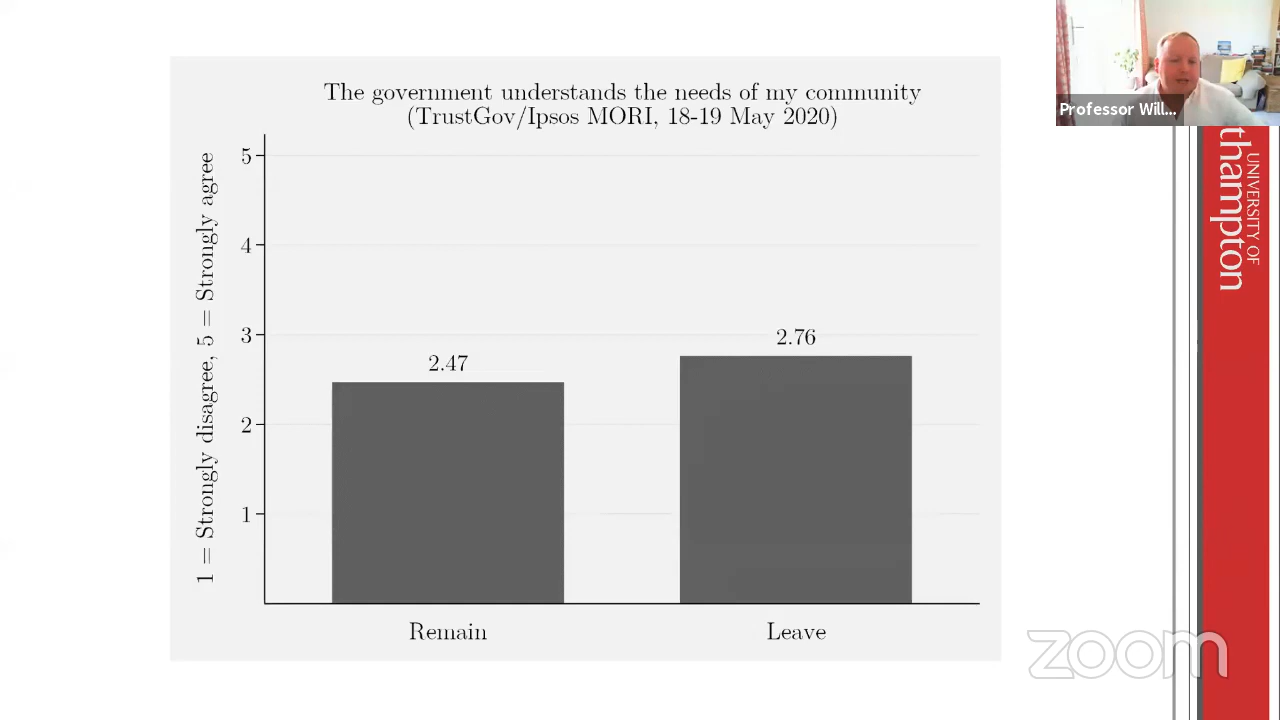 The government understands the needs of my community
(TrustGov/Ipsos MORI, 18-19 May 2020)
1 = Strongly disagree, 5 = Strongly agree
5
4
3
2
1
2.47
2.76
Remain
Leave
Professor Will...
UNIVERSITY OF
thampton
zoom